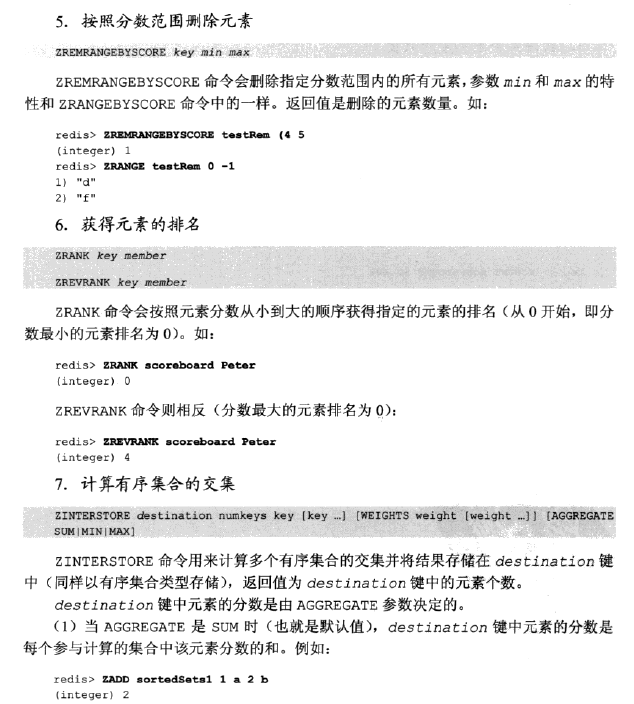 5. 按照分数范围删除元素
ZREMRANGEBYSCORE key min max
ZREMRANGEBYSCORE 命令会删除指定分数范围内的所有元素，参数 min 和 max 的特
性和 ZRANGEBYSCORE 命令中的一样。返回值是删除的元素数量。如：
redis> ZREMRANGEBYSCORE testRem (4 5
(integer) 1
redis> ZRANGE testRem 0 -1
1) "d"
2) "f"
6. 获得元素的排名
ZRANK key member
ZREVRANK key member
ZRANK 命令会按照元素分数从小到大的顺序获得指定的元素的排名（从 0 开始，即分
数最小的元素排名为 0）。如：
redis> ZRANK scoreboard Peter
(integer) 0
ZREVRANK 命令则相反（分数最大的元素排名为 0）：
redis> ZREVRANK scoreboard Peter
(integer) 4
7. 计算有序集合的交集
ZINTERSTORE destination numkeys key [key …] [WEIGHTS weight [weight …]] [AGGREGATE
SUM|MIN|MAX]
ZINTERSTORE 命令用来计算多个有序集合的交集并将结果存储在 destination 键
中（同样以有序集合类型存储），返回值为 destination 键中的元素个数。
destination 键中元素的分数是由 AGGREGATE 参数决定的。
（1）当 AGGREGATE 是 SUM 时（也就是默认值），destination 键中元素的分数是
每个参与计算的集合中该元素分数的和。例如：
redis> ZADD sortedSets1 1 a 2 b
(integer) 2